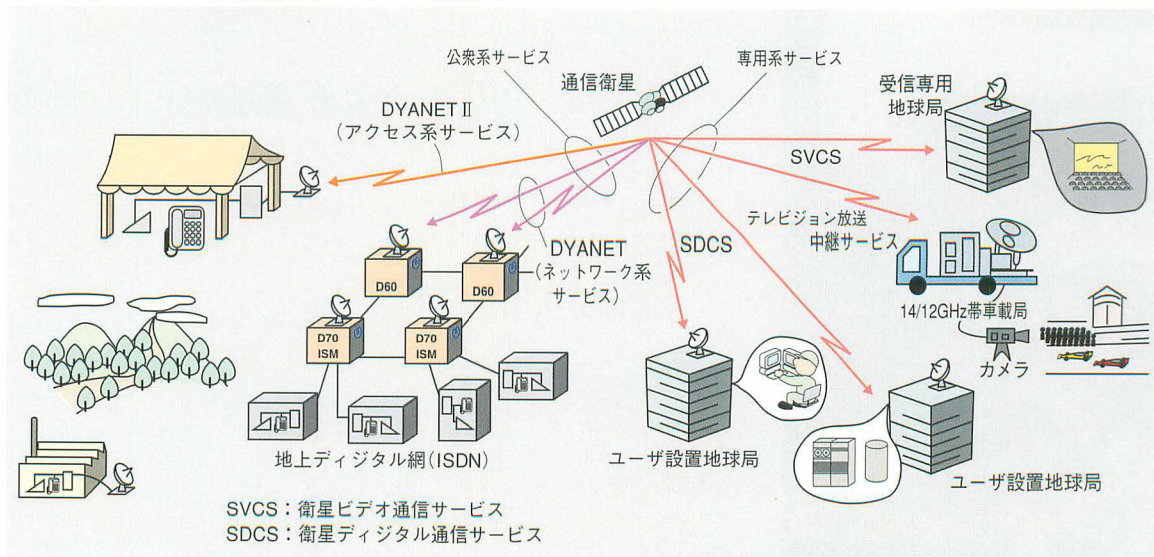 公衆系サービス
専用系サービス
通信衛星
受信専用
地球局
DYANET II
(アクセス系サービス)
SVCS
テレビジョン放送
中継サービス
SDCS
DYANET
(ネットワーク系
サービス)
D60
D60
D70
ISM
D70
ISM
14/12GHz帯車載局
カメラ
地上ディジタル網(ISDN)
ユーザ設置地球局
ユーザ設置地球局
SVCS：衛星ビデオ通信サービス
SDCS：衛星ディジタル通信サービス